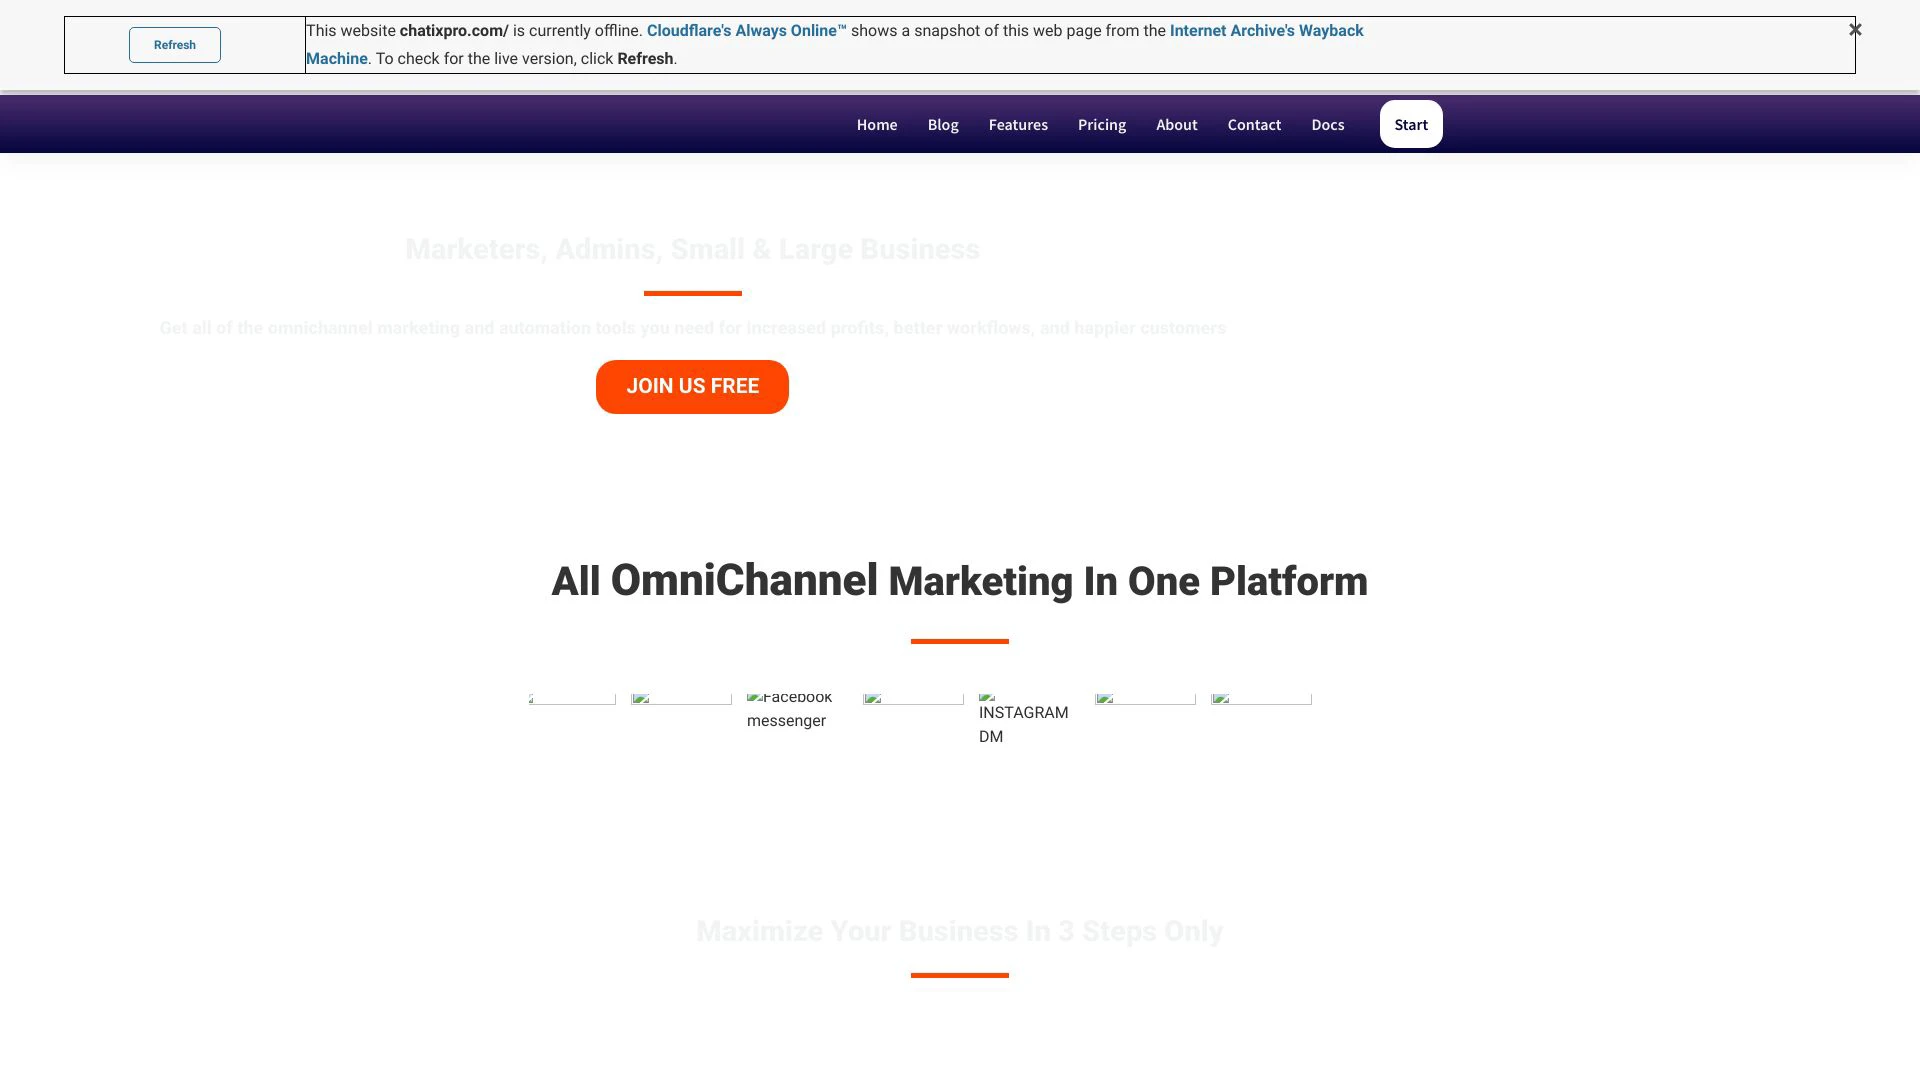 Refresh
This website chatixpro.com/ is currently offline. Cloudflare's Always Online™ shows a snapshot of this web page from the Internet Archive's Wayback
Machine. To check for the live version, click Refresh.
×
Home Blog Features Pricing About Contact Docs Start
Marketers, Admins, Small & Large Business
Get all of the omnichannel marketing and automation tools you need for increased profits, better workflows, and happier customers
JOIN US FREE
All OmniChannel Marketing In One Platform
Facebook
messenger
INSTAGRAM
DM
Maximize Your Business In 3 Steps Only